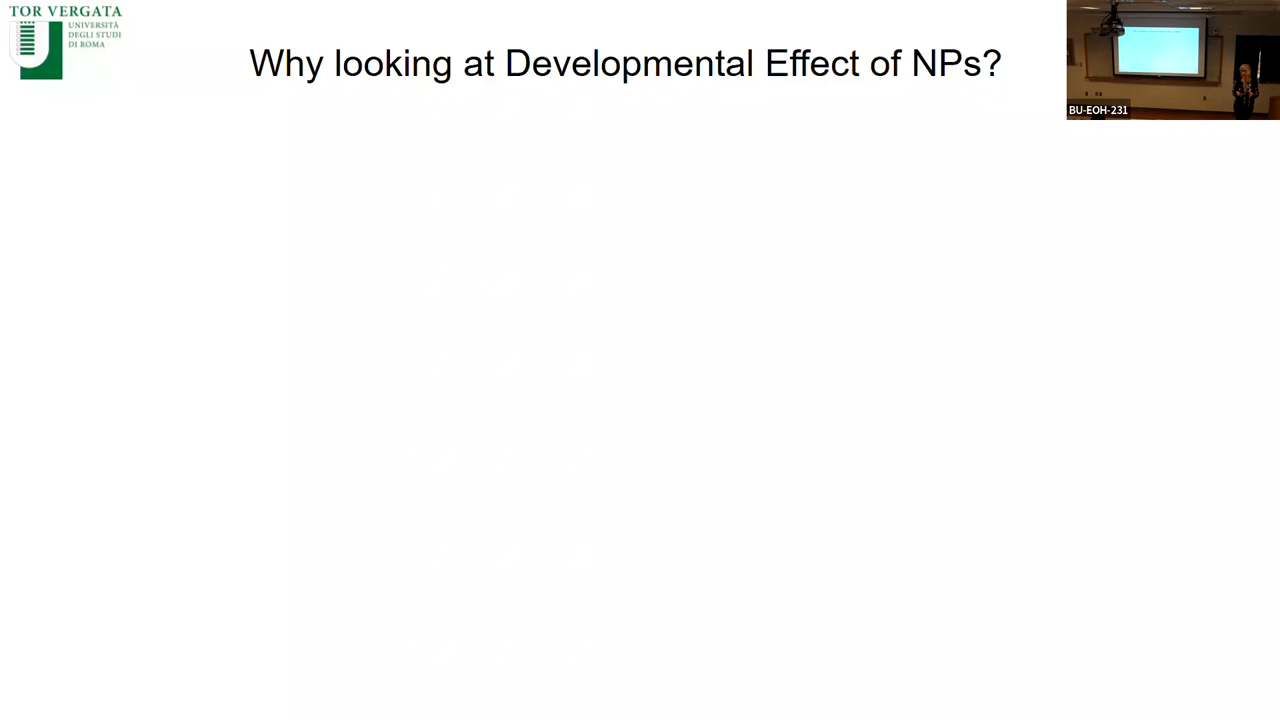 TOR VERGATA
UNIVERSITÀ
DEGLI STUDI
DI ROMA
Why looking at Developmental Effect of NPs?
BU-EOH-231